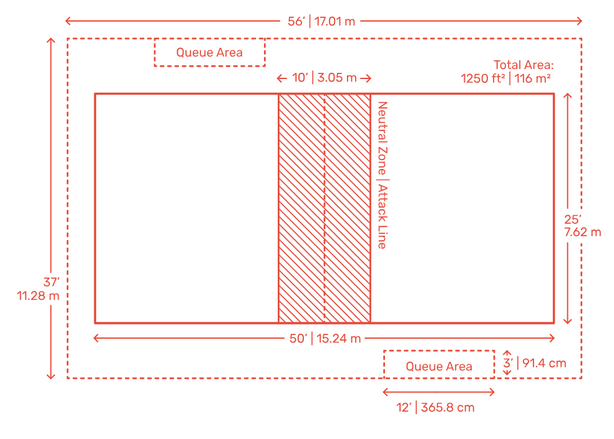 56’ | 17.01 m
Queue Area
Total Area:
1250 ft² | 116 m²
10’ | 3.05 m
Neutral Zone | Attack Line
25’
7.62 m
37’
11.28 m
50’ | 15.24 m
Queue Area
3’ | 91.4 cm
12’ | 365.8 cm